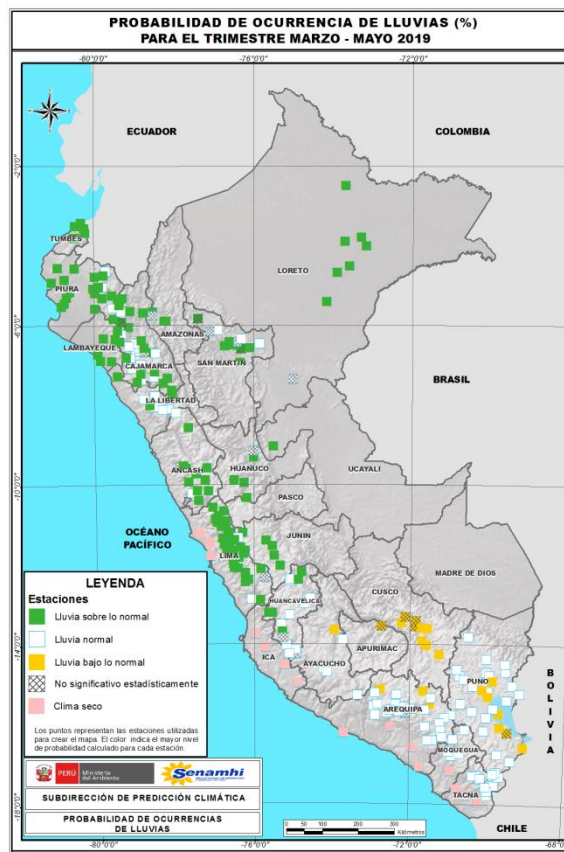 PROBABILIDAD DE OCURRENCIA DE LLUVIAS (%)
PARA EL TRIMESTRE MARZO - MAYO 2019
-80°0'0"
-76°0'0"
-72°0'0"
ECUADOR
COLOMBIA
-2°0'0"
TUMBES
LORETO
PIURA
-6°0'0"
AMAZONAS
LAMBAYEQUE
SAN MARTÍN
CAJAMARCA
BRASIL
LA LIBERTAD
ANCASH
HUANUCO
UCAYALI
-10°0'0"
PASCO
OCÉANO
PACÍFICO
JUNIN
LIMA
MADRE DE DIOS
CUSCO
HUANCAVELICA
-14°0'0"
ICA
AYACUCHO
APURIMAC
PUNO
BOLIVIA
AREQUIPA
MOQUEGUA
TACNA
-18°0'0"
CHILE
LEYENDA
Estaciones
Lluvia sobre lo normal
Lluvia normal
Lluvia bajo lo normal
No significativo estadísticamente
Clima seco
Los puntos representan las estaciones utilizadas
para crear el mapa. El color indica el mayor nivel
de probabilidad calculado para cada estación.
PERÚ
Ministerio
del Ambiente
Senamhi
SUBDIRECCIÓN DE PREDICCIÓN CLIMÁTICA
PROBABILIDAD DE OCURRENCIAS
DE LLUVIAS
0 50 100 200 300
Kilómetros
-80°0'0"
-76°0'0"
-72°0'0"
-68°0'0"